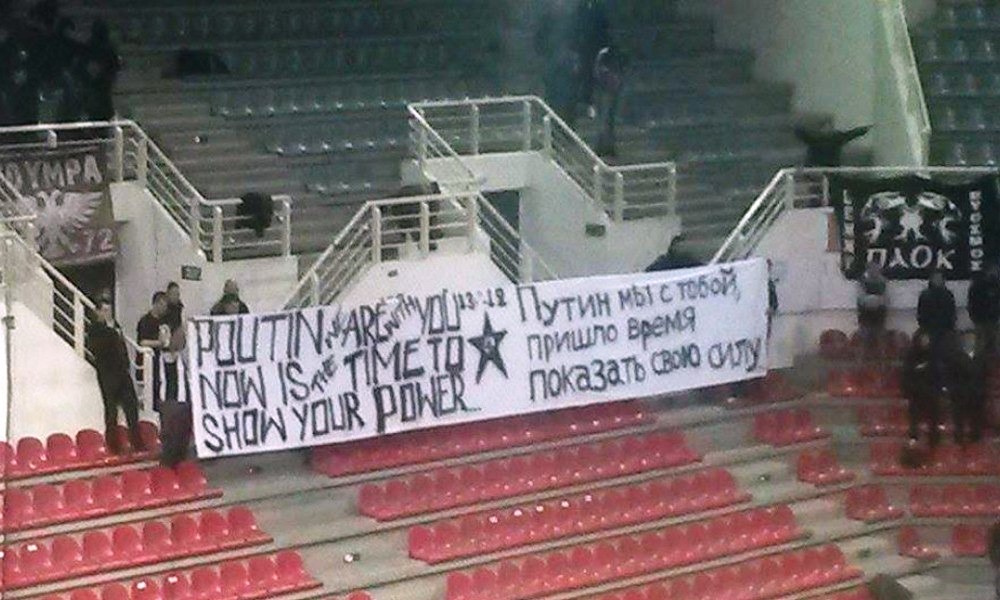 72
POUTIN WE ARE WITH YOU
NOW IS THE TIME TO
SHOW YOUR POWER...
Путин мы с тобой,
пришло время
показать свою силу
ПАОК